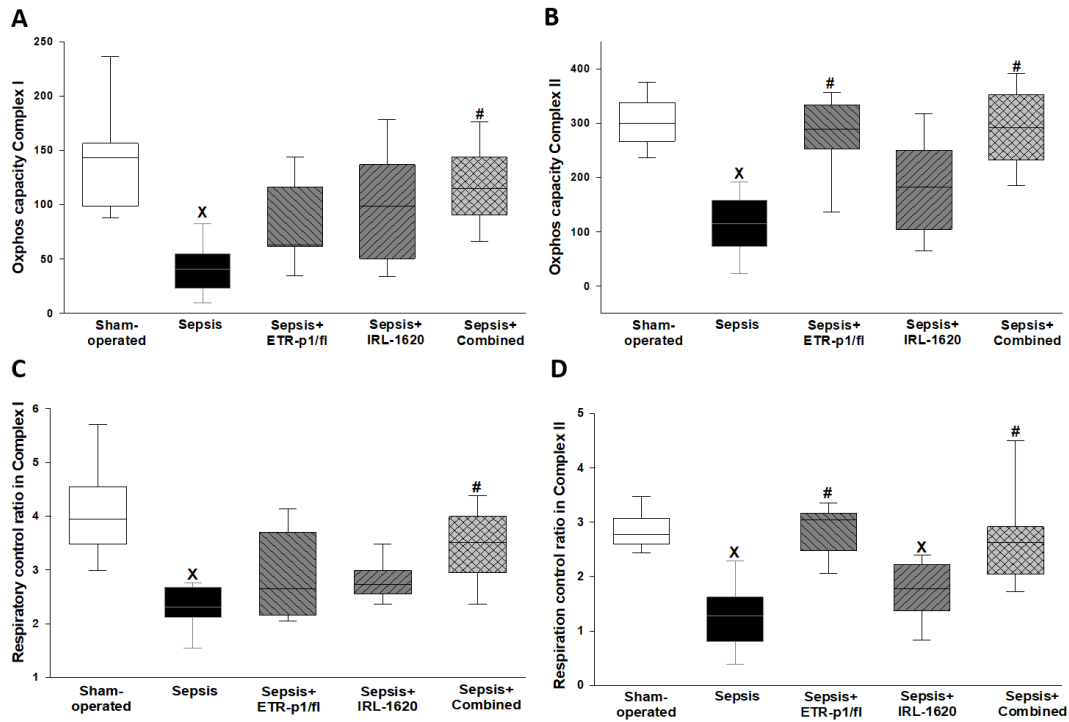 A
Oxphos capacity Complex I
250
200
150
100
50
0
X
#
Sham-
operated
Sepsis
Sepsis+
ETR-p1/fl
Sepsis+
IRL-1620
Sepsis+
Combined
B
Oxphos capacity Complex II
400
300
200
100
0
X
#
#
Sham-
operated
Sepsis
Sepsis+
ETR-p1/fl
Sepsis+
IRL-1620
Sepsis+
Combined
C
Respiratory control ratio in Complex I
6
5
4
3
2
1
X
#
Sham-
operated
Sepsis
Sepsis+
ETR-p1/fl
Sepsis+
IRL-1620
Sepsis+
Combined
D
Respiration control ratio in Complex II
5
4
3
2
1
0
X
#
X
#
Sham-
operated
Sepsis
Sepsis+
ETR-p1/fl
Sepsis+
IRL-1620
Sepsis+
Combined